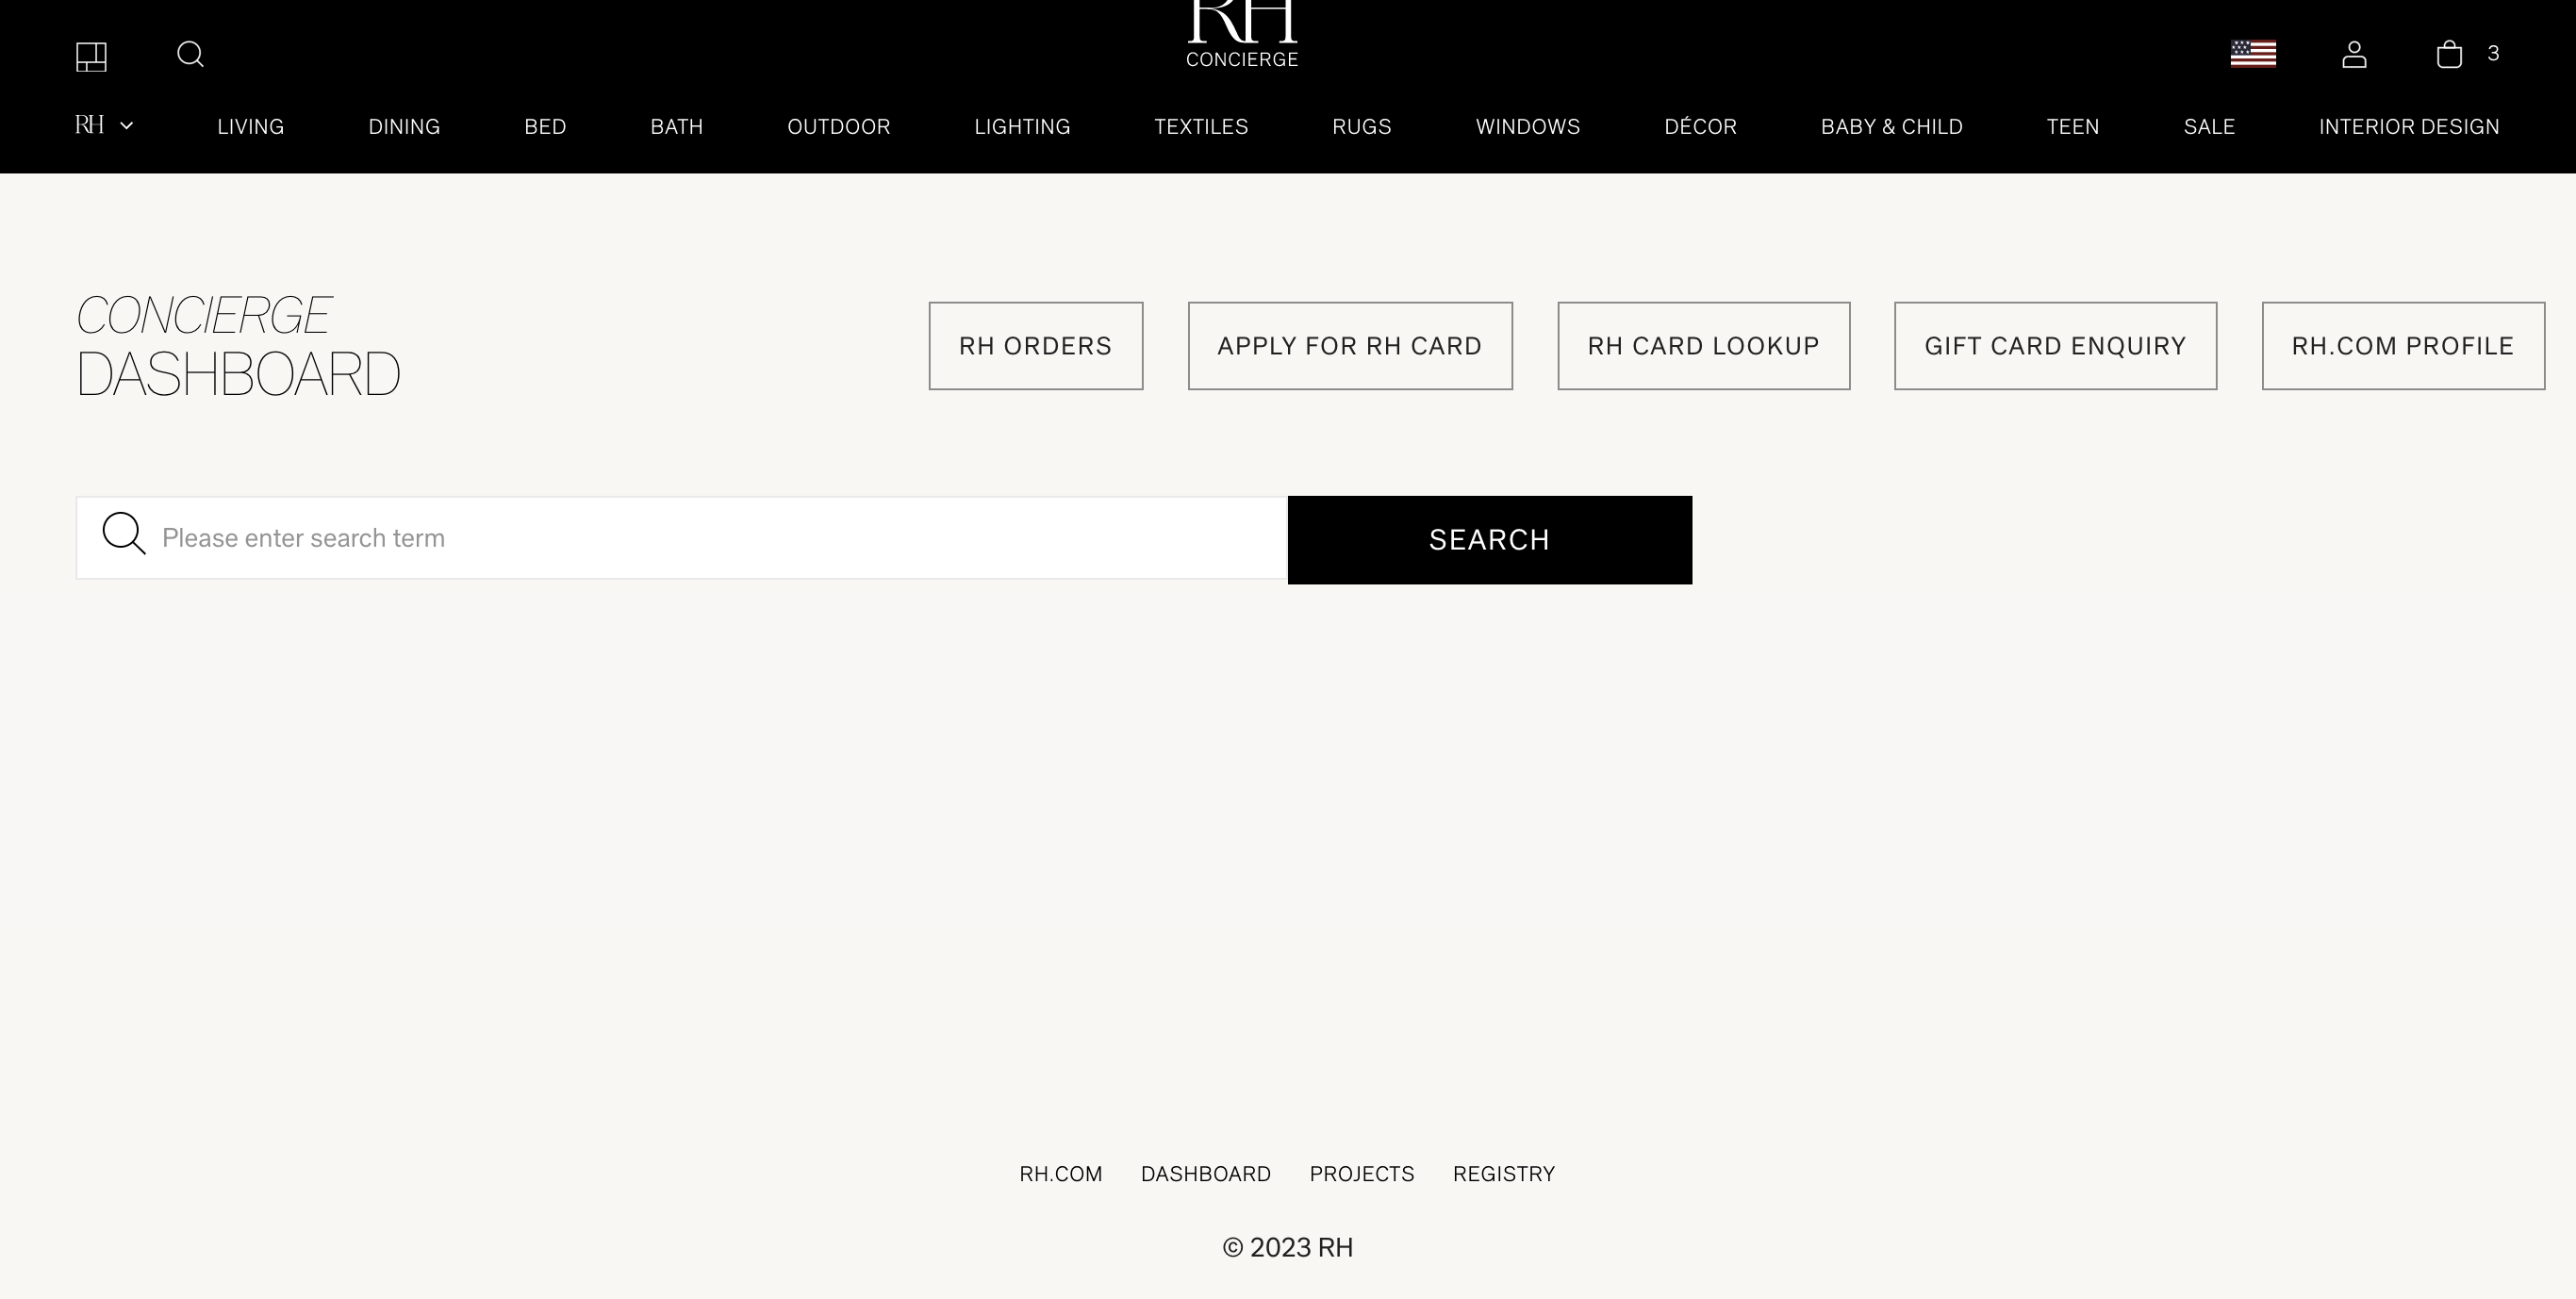 RH
CONCIERGE
3
RH LIVING DINING BED BATH OUTDOOR LIGHTING TEXTILES RUGS WINDOWS DÉCOR BABY & CHILD TEEN SALE INTERIOR DESIGN
CONCIERGE
DASHBOARD
RH ORDERS APPLY FOR RH CARD RH CARD LOOKUP GIFT CARD ENQUIRY RH.COM PROFILE
Please enter search term SEARCH
RH.COM DASHBOARD PROJECTS REGISTRY
© 2023 RH